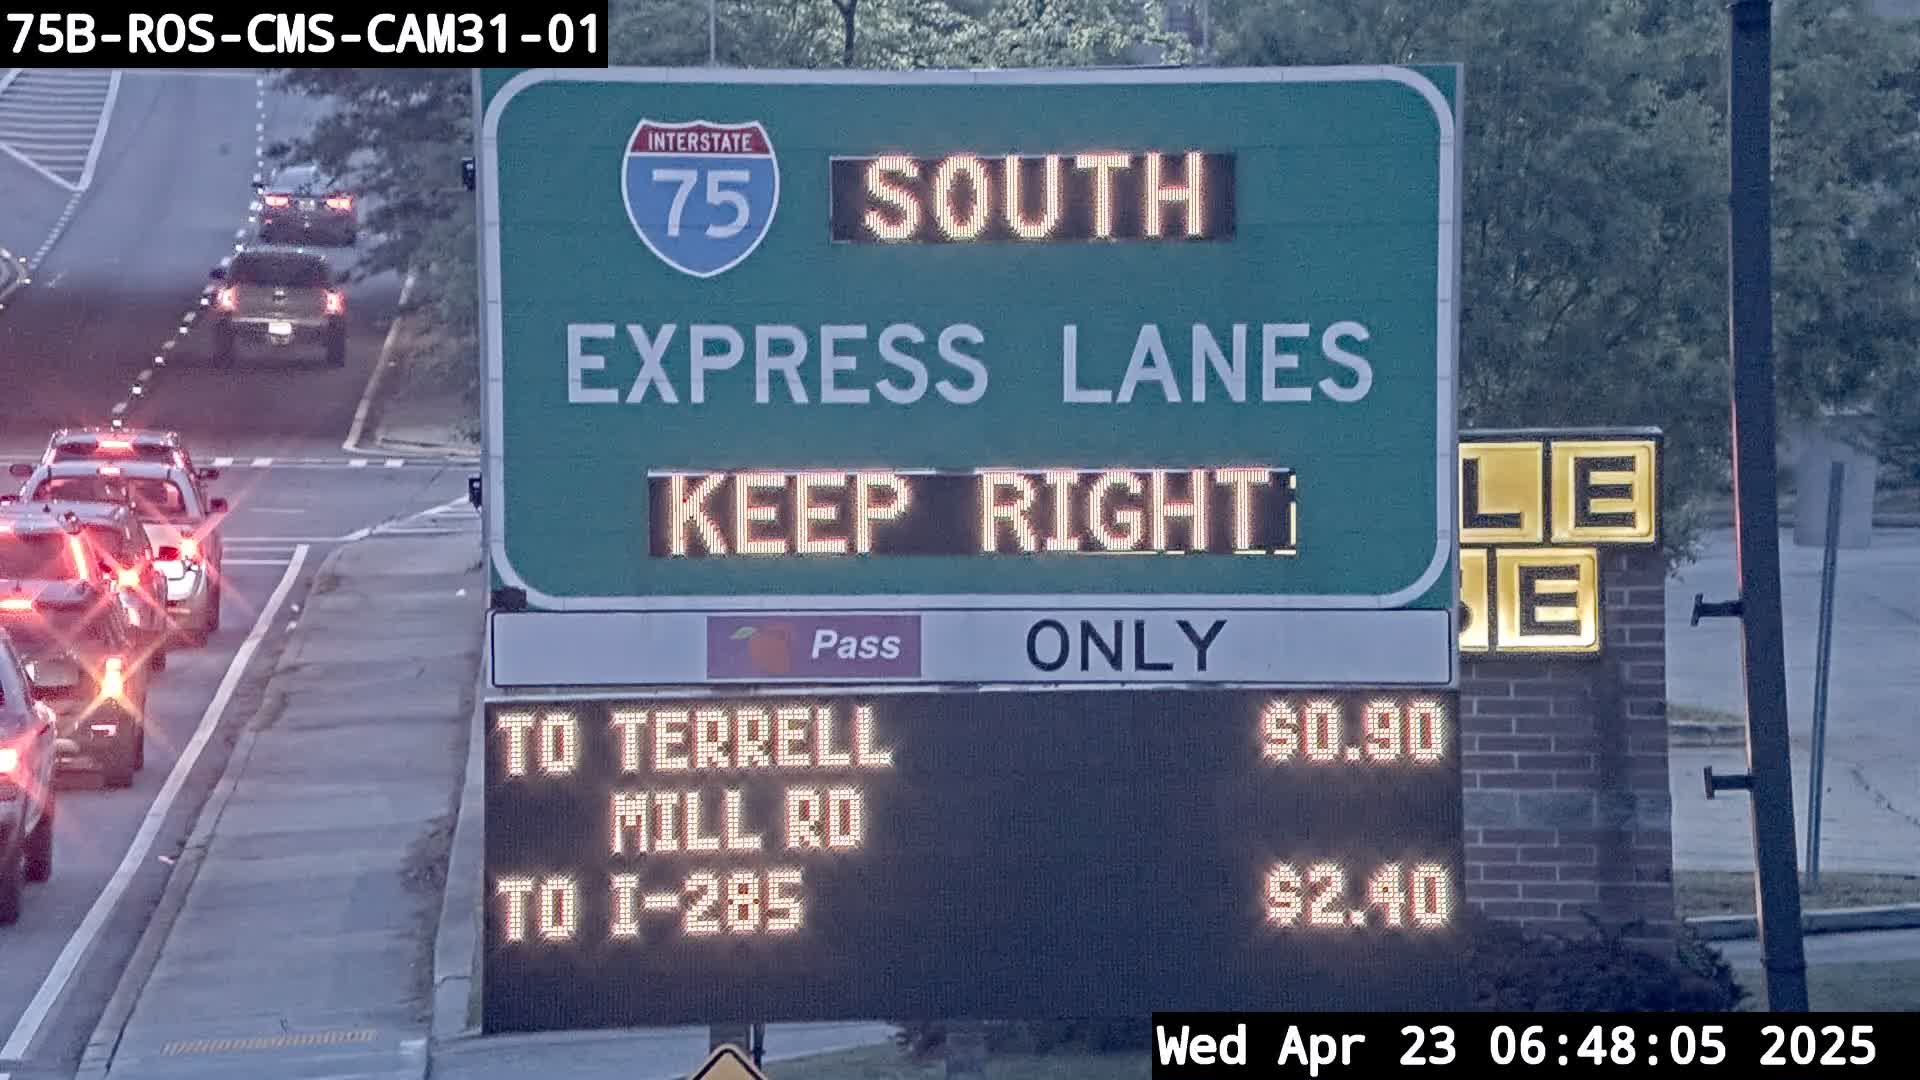 75B-ROS-CMS-CAM31-01
INTERSTATE
75
SOUTH
EXPRESS LANES
KEEP RIGHT
Pass ONLY
TO TERRELL $0.90
MILL RD
TO I-285 $2.40
LE
E
Wed Apr 23 06:48:05 2025